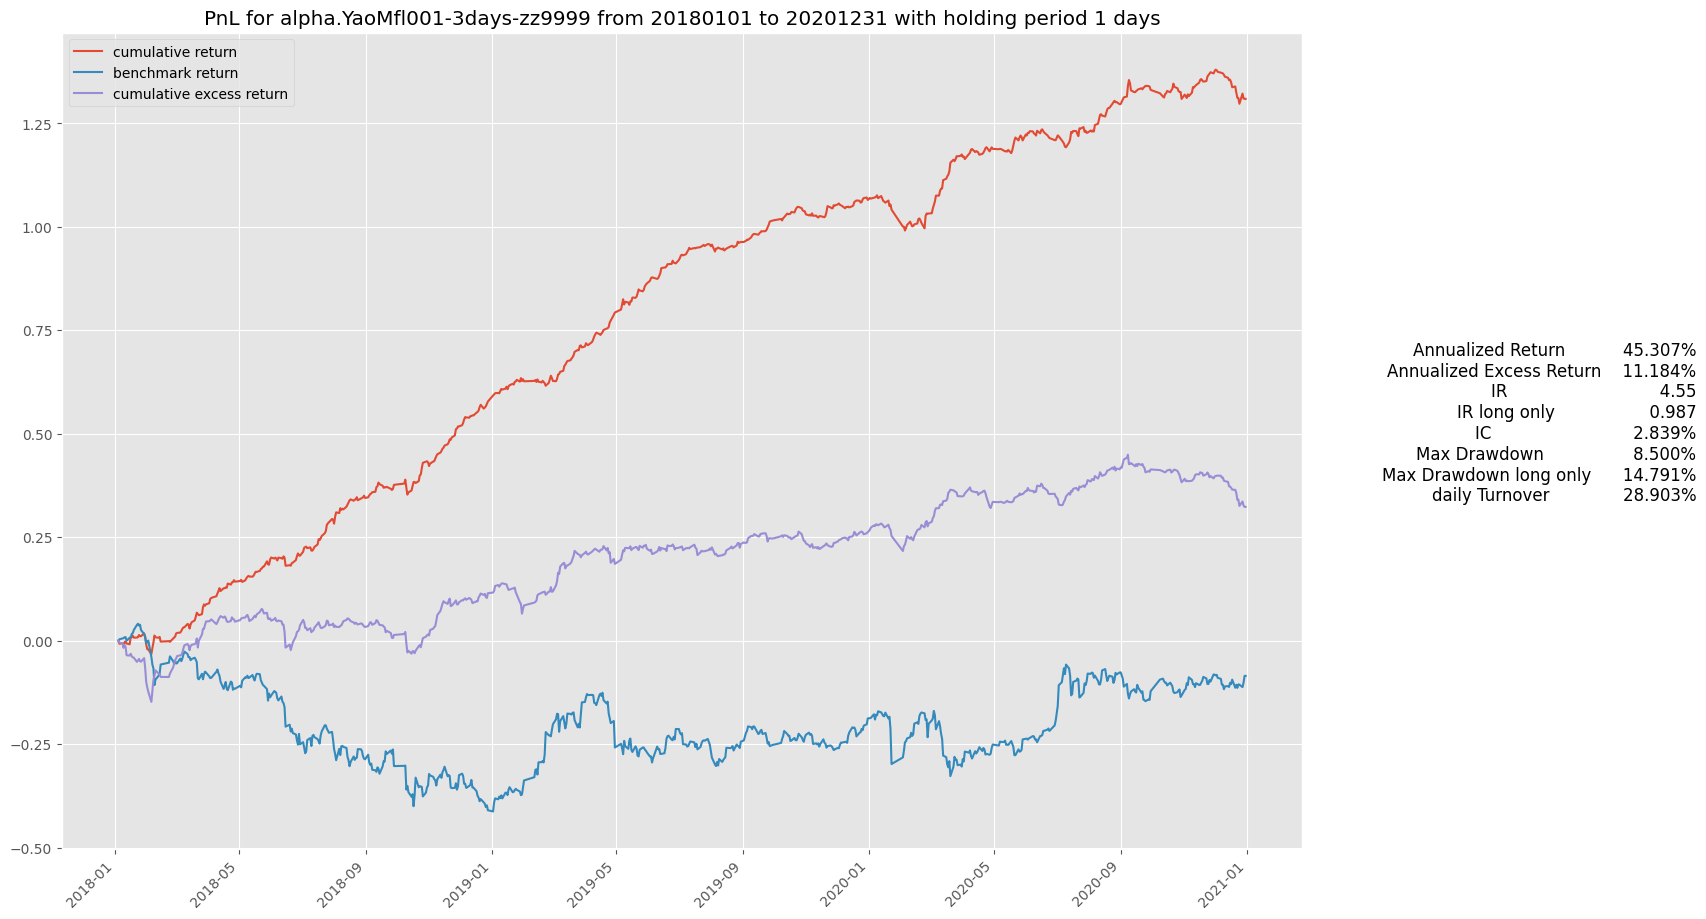 PnL for alpha.YaoMfl001-3days-zz9999 from 20180101 to 20201231 with holding period 1 days
cumulative return
benchmark return
cumulative excess return
1.25
1.00
0.75
0.50
0.25
0.00
−0.25
−0.50
2018-01
2018-05
2018-09
2019-01
2019-05
2019-09
2020-01
2020-05
2020-09
2021-01
Annualized Return 45.307%
Annualized Excess Return 11.184%
IR 4.55
IR long only 0.987
IC 2.839%
Max Drawdown 8.500%
Max Drawdown long only 14.791%
daily Turnover 28.903%